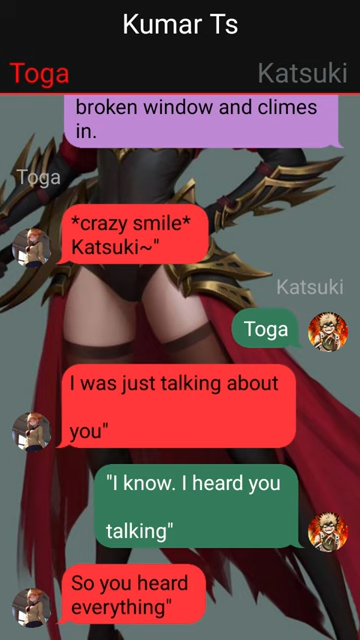 Kumar Ts
Toga
Katsuki
broken window and climes
in.
Toga
*crazy smile*
Katsuki~"
Katsuki
Toga
I was just talking about
you"
"I know. I heard you
talking"
So you heard
everything"